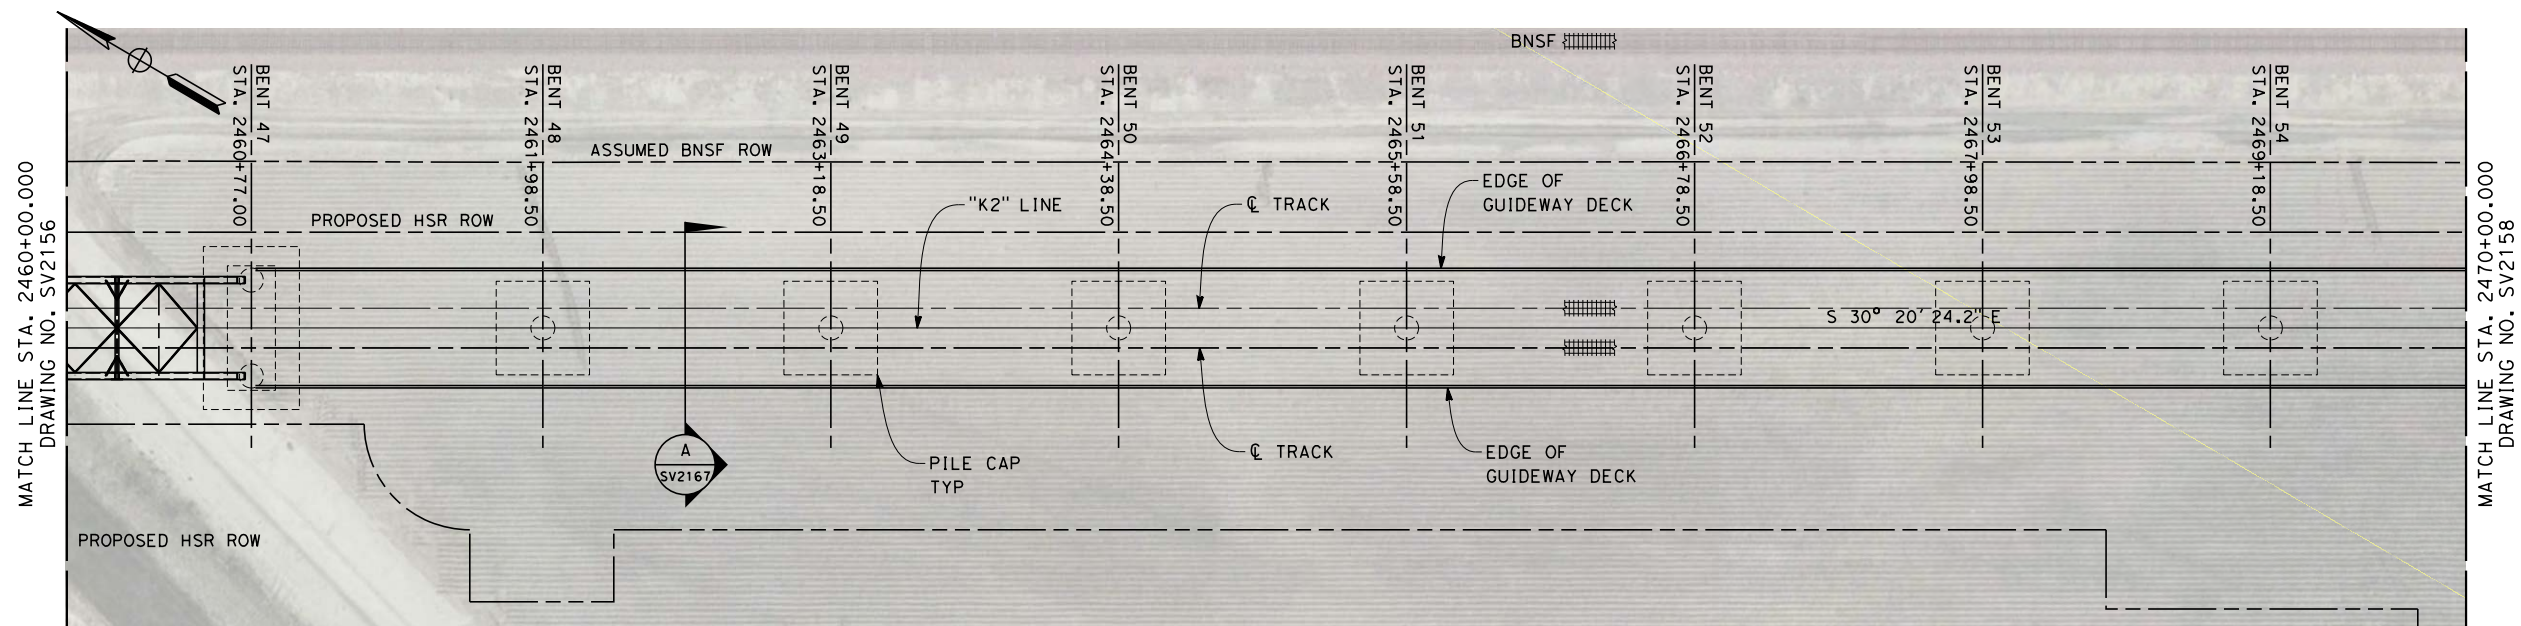 BNSF
BENT 47
STA. 2460+77.00
BENT 48
STA. 2461+98.50
BENT 49
STA. 2463+18.50
BENT 50
STA. 2464+38.50
BENT 51
STA. 2465+58.50
BENT 52
STA. 2466+78.50
BENT 53
STA. 2467+98.50
BENT 54
STA. 2469+18.50
ASSUMED BNSF ROW
PROPOSED HSR ROW
"K2" LINE
℄ TRACK
EDGE OF
GUIDEWAY DECK
MATCH LINE STA. 2460+00.000
DRAWING NO. SV2156
S 30° 20' 24.2" E
MATCH LINE STA. 2470+00.000
DRAWING NO. SV2158
A
SV2167
PILE CAP
TYP
℄ TRACK
EDGE OF
GUIDEWAY DECK
PROPOSED HSR ROW